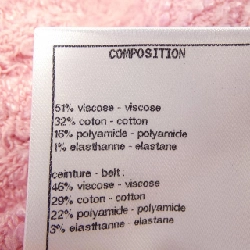 COMPOSITION
51% viscose - viscose
32% coton - cotton
16% polyamide - polyamide
1% elasthanne - elastane
ceinture - belt :
46% viscose - viscose
29% coton - cotton
22% polyamide - polyamide
3% elasthanne - elastane